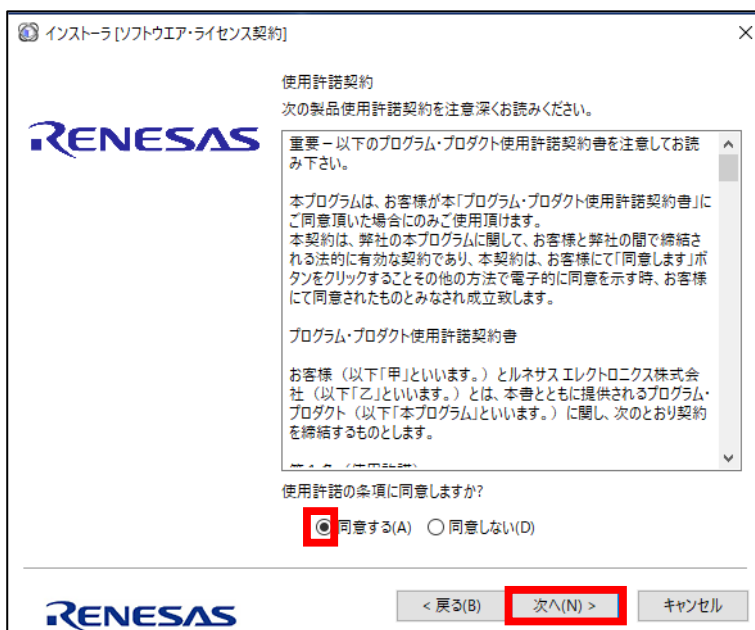 インストーラ [ソフトウエア・ライセンス契約]
使用許諾契約
次の製品使用許諾契約を注意深くお読みください。
RENESAS
重要－以下のプログラム・プロダクト使用許諾契約書を注意してお読
み下さい。
本プログラムは、お客様が本「プログラム・プロダクト使用許諾契約書」に
ご同意頂いた場合にのみご使用頂けます。
本契約は、弊社の本プログラムに関して、お客様と弊社の間で締結さ
れる法的に有効な契約であり、本契約は、お客様にて「同意します」ボ
タンをクリックすることその他の方法で電子的に同意を示す時、お客様
にて同意されたものとみなされ成立致します。
プログラム・プロダクト使用許諾契約書
お客様（以下「甲」といいます。）とルネサス エレクトロニクス株式会
社（以下「乙」といいます。）とは、本書とともに提供されるプログラム・
プロダクト（以下「本プログラム」といいます。）に関し、次のとおり契約
を締結するものとします。
使用許諾の条項に同意しますか?
同意する(A) 同意しない(D)
< 戻る(B) 次へ(N) > キャンセル
RENESAS